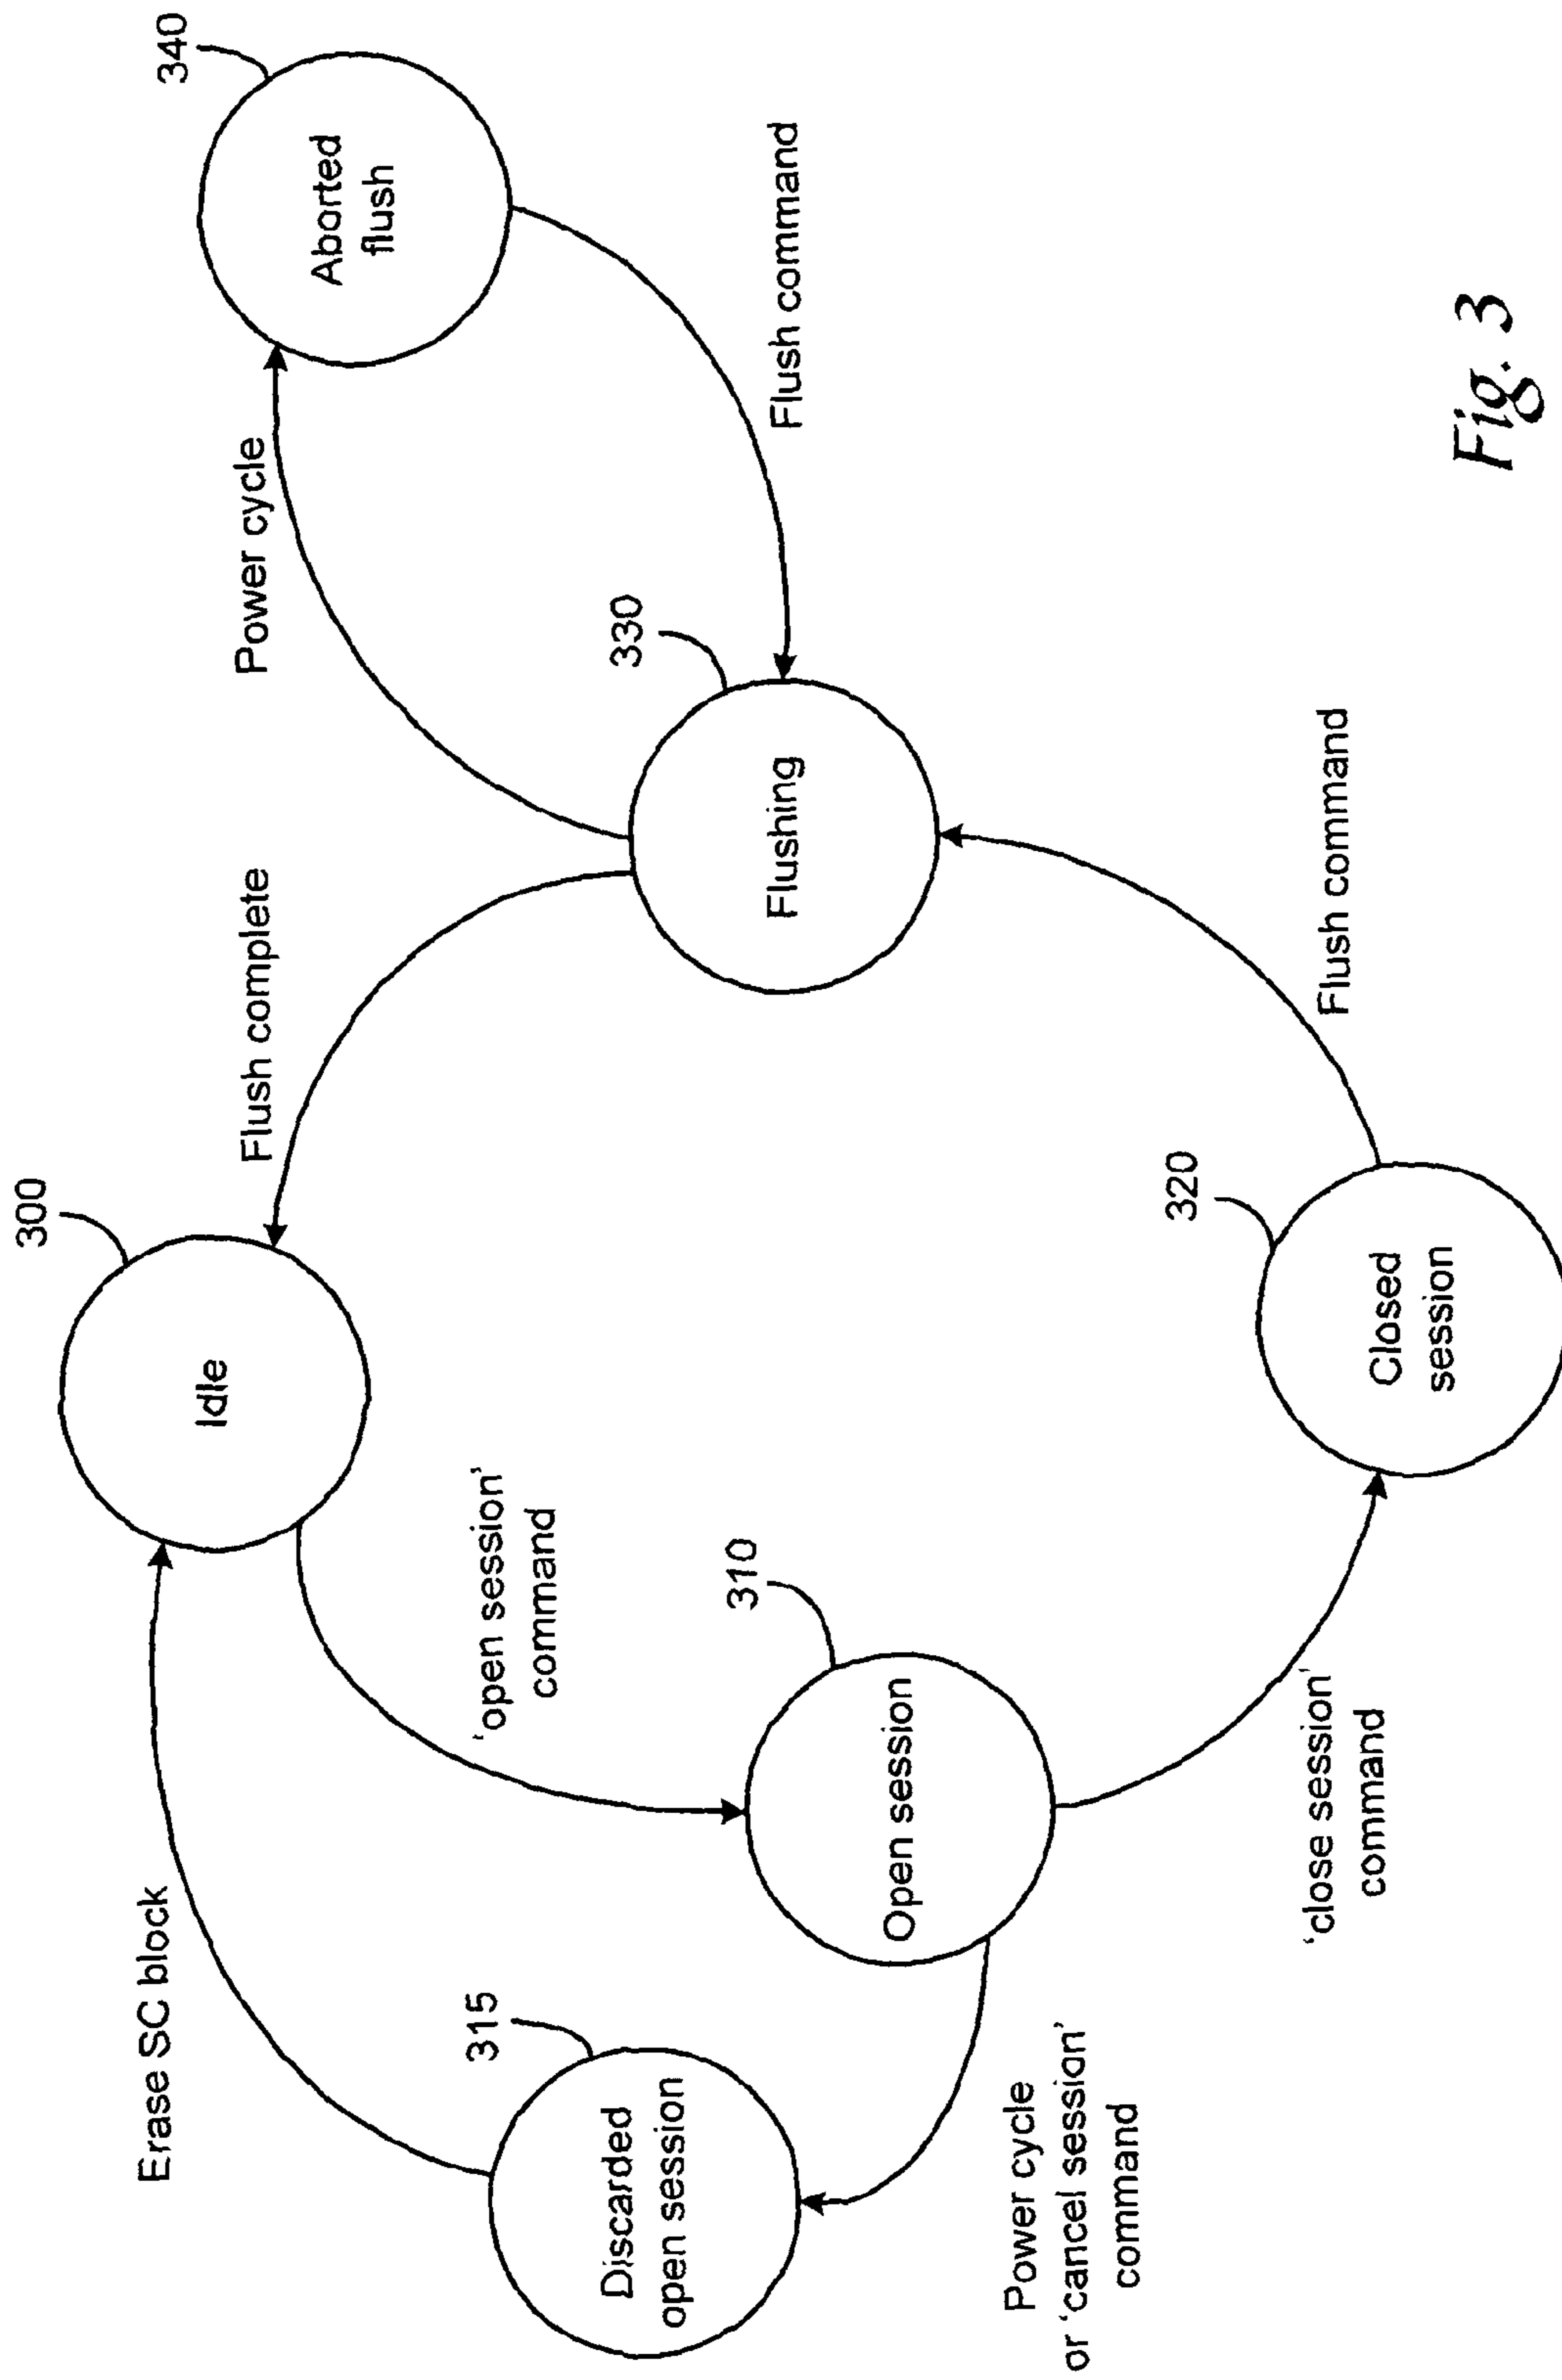 Erase SC block
300
Idle
Flush complete
Power cycle
340
Aborted
flush
315
Discarded
open session
'open session'
command
310
Open session
330
Flushing
Flush command
Power cycle
or 'cancel session'
command
'close session'
command
320
Closed
session
Flush command
Fig. 3